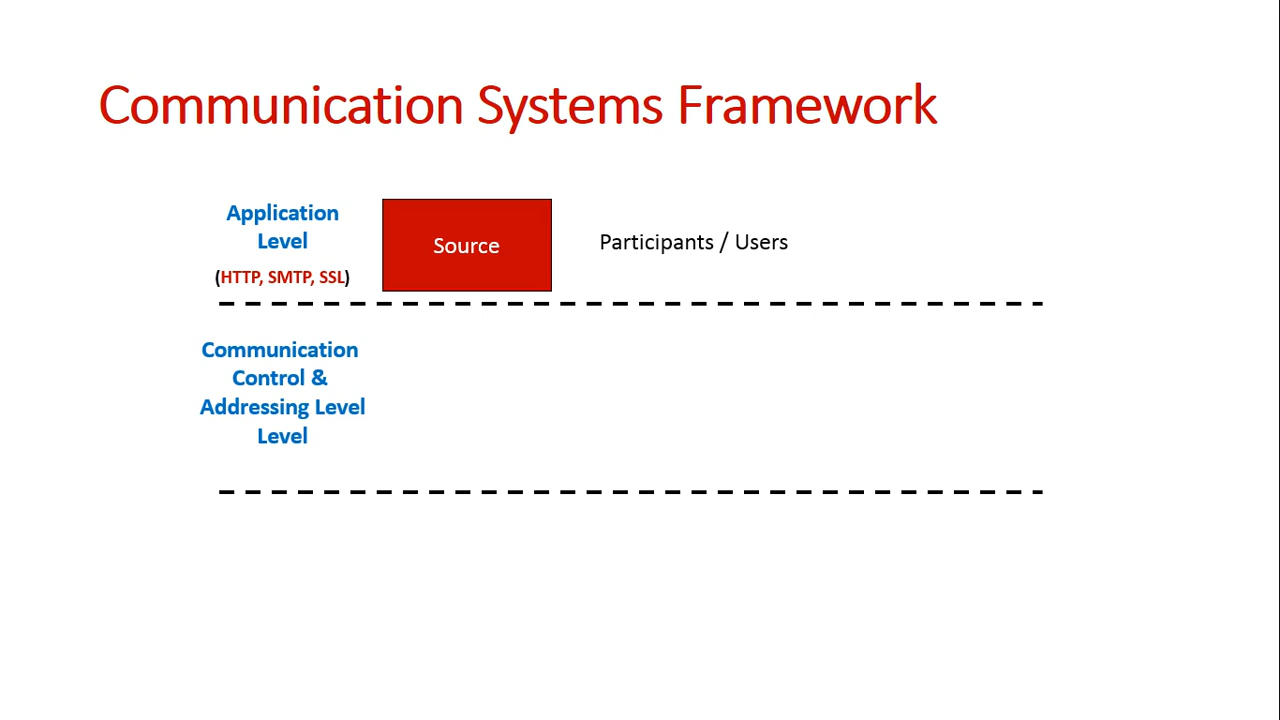 Communication Systems Framework
Application
Level
(HTTP, SMTP, SSL)
Source
Participants / Users
Communication
Control &
Addressing Level
Level